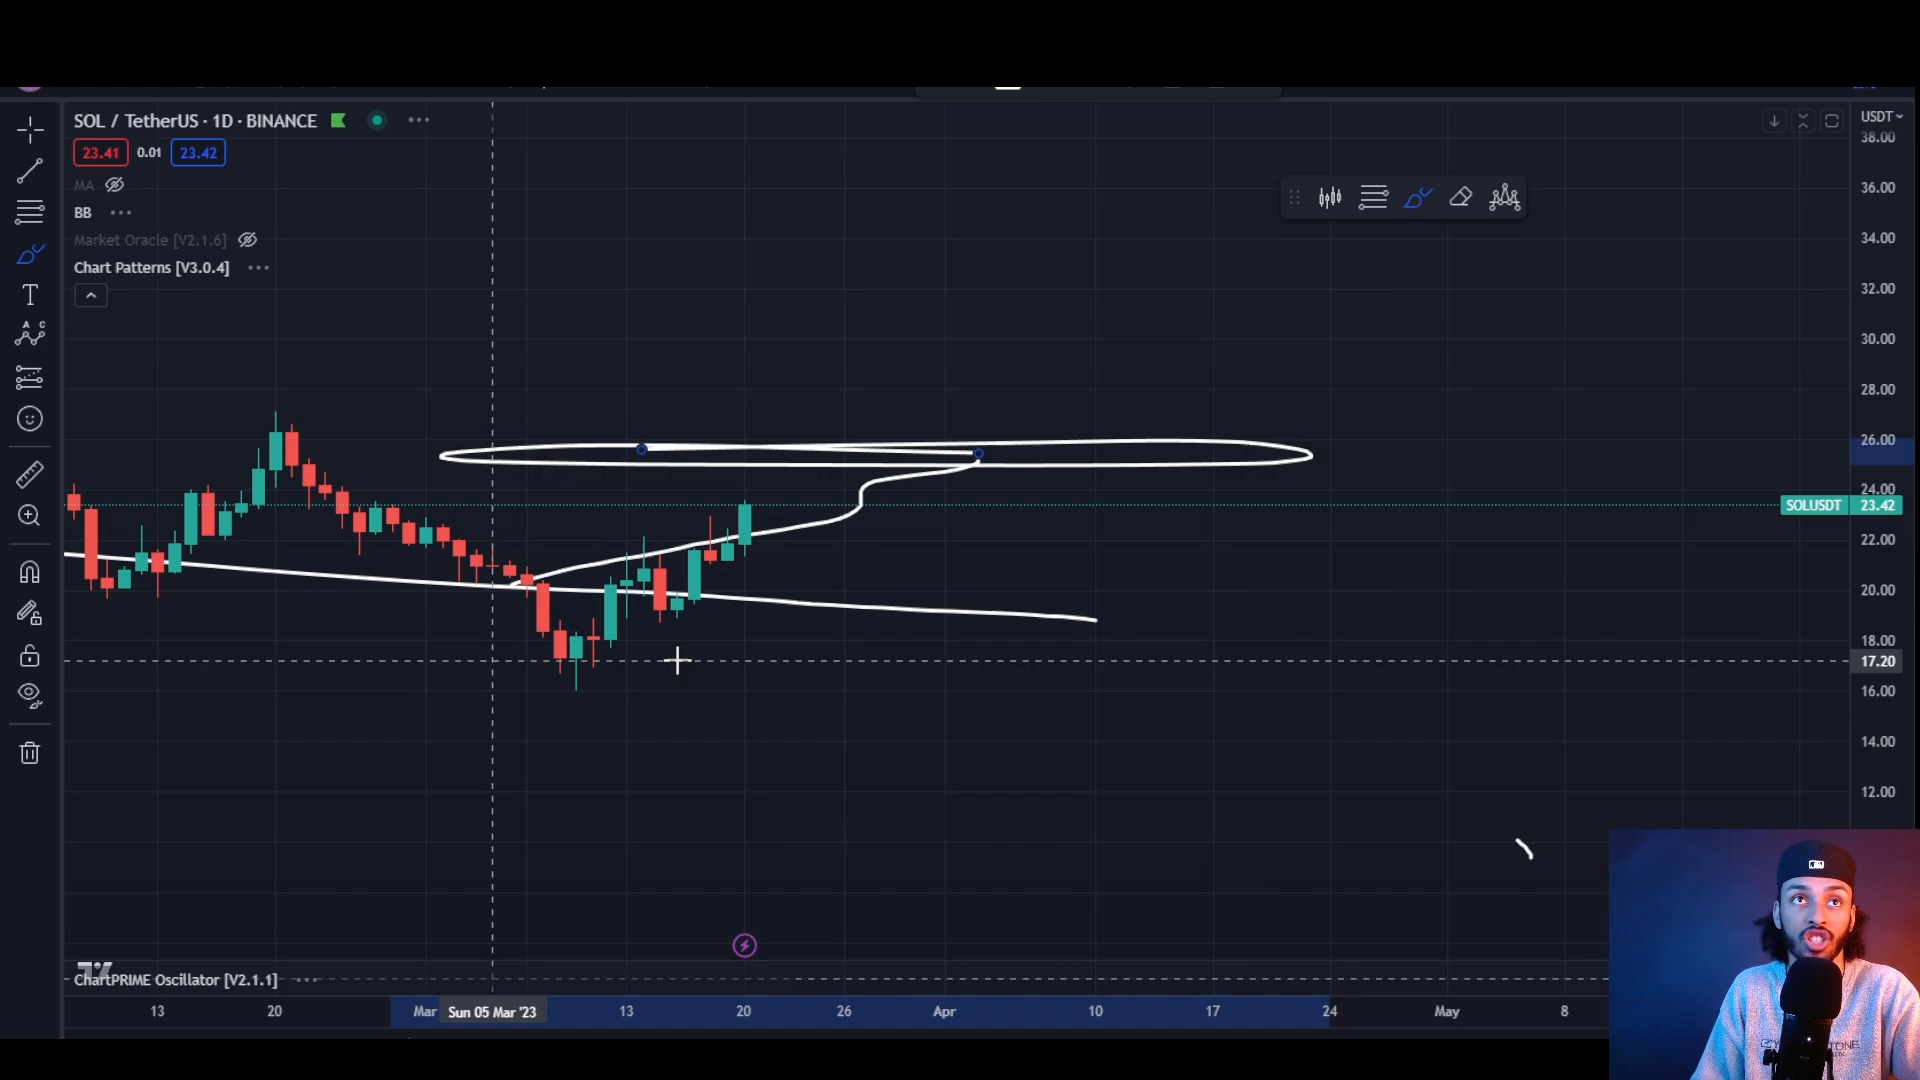 SOL / TetherUS · 1D · BINANCE
USDT
38.00
23.41 0.01 23.42
MA
36.00
BB
34.00
Market Oracle [V2.1.6]
Chart Patterns [V3.0.4]
32.00
T
30.00
A C
28.00
26.00
24.00
SOLUSDT 23.42
22.00
20.00
18.00
17.20
16.00
14.00
12.00
ChartPRIME Oscillator [V2.1.1]
13 20 Mar Sun 05 Mar '23 13 20 26 Apr 10 17 24 May 8